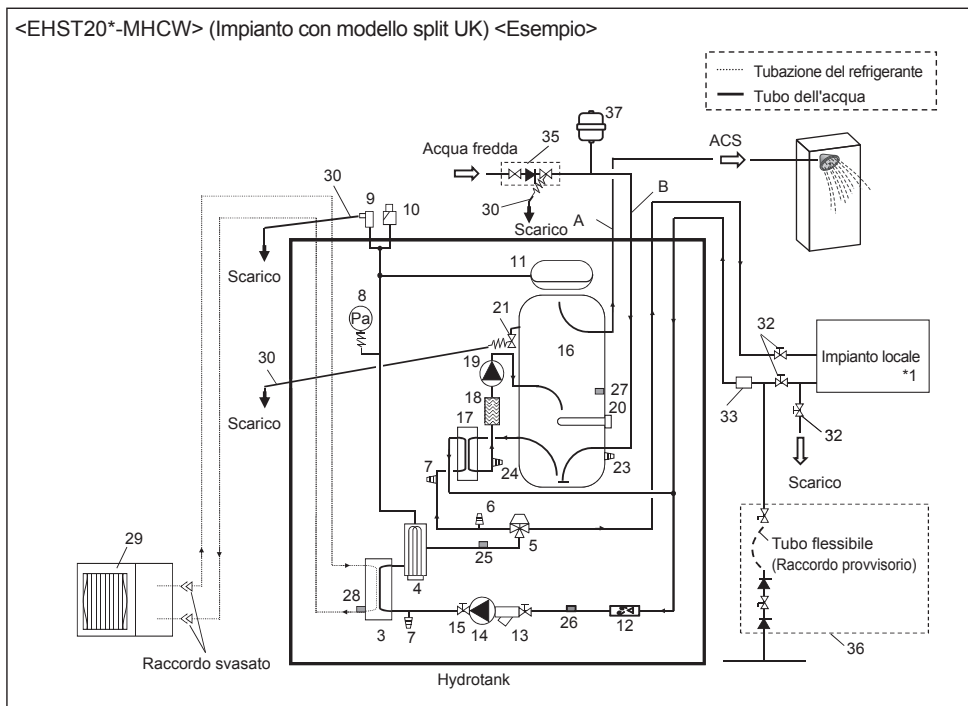 <EHST20*-MHCW> (Impianto con modello split UK) <Esempio>
Tubazione del refrigerante
Tubo dell'acqua
37
Acqua fredda
35
ACS
B
30
9
10
30
Scarico
A
Scarico
11
8
Pa
21
16
32
Impianto locale
*1
30
19
27
33
20
18
32
Scarico
17
7
24
23
Scarico
6
5
29
25
Tubo flessibile
(Raccordo provvisorio)
4
28
3
7
15
14
13
26
12
36
Raccordo svasato
Hydrotank